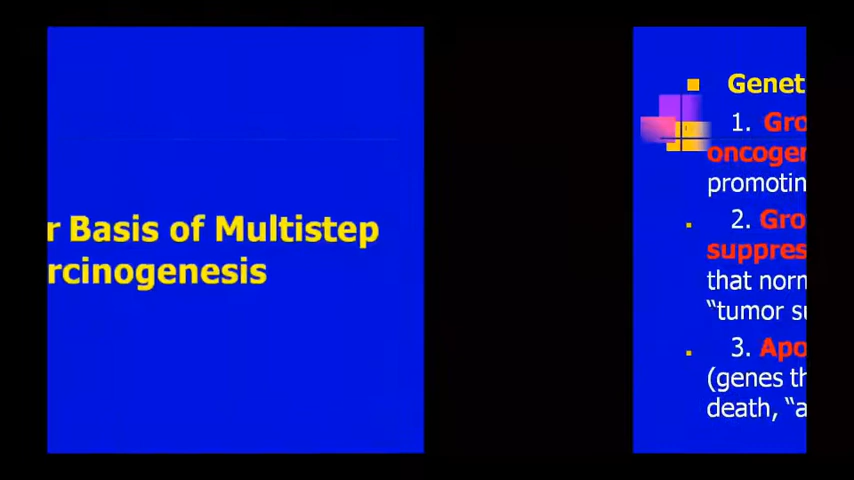 r Basis of Multistep
rcinogenesis
Genet
1. Gro
oncoger
promotin
2. Gro
suppres
that norm
“tumor su
3. Apo
(genes th
death, “a